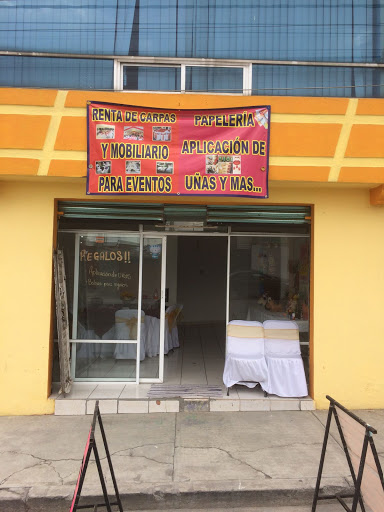 RENTA DE CARPAS
Y MOBILIARIO
PARA EVENTOS
PAPELERÍA
APLICACIÓN DE
UÑAS Y MAS...
REGALOS!!